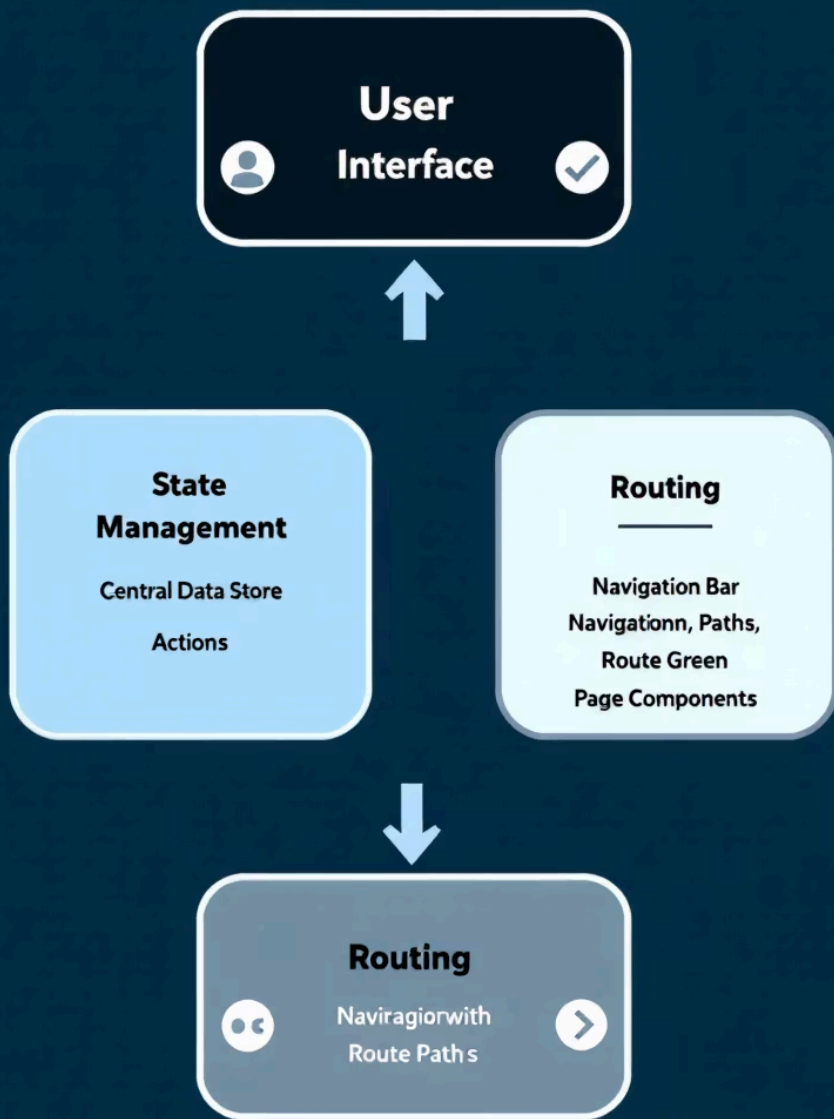 User
Interface
State
Management
Central Data Store
Actions
Routing
Navigation Bar
Navigationn, Paths,
Route Green
Page Components
Routing
Naviragiorwith
Route Paths